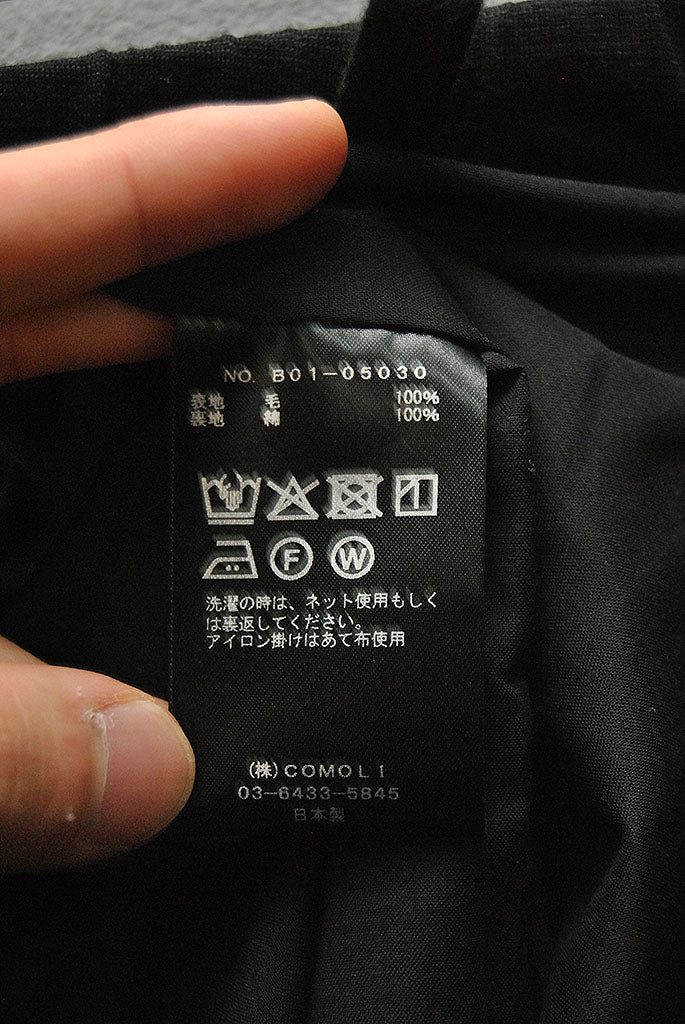 NO. B01-05030
表地 毛 100%
裏地 綿 100%
F W
洗濯の時は、ネット使用もしく
は裏返してください。
アイロン掛けはあて布使用
(株)COMOLI
03-6433-5845
日本製